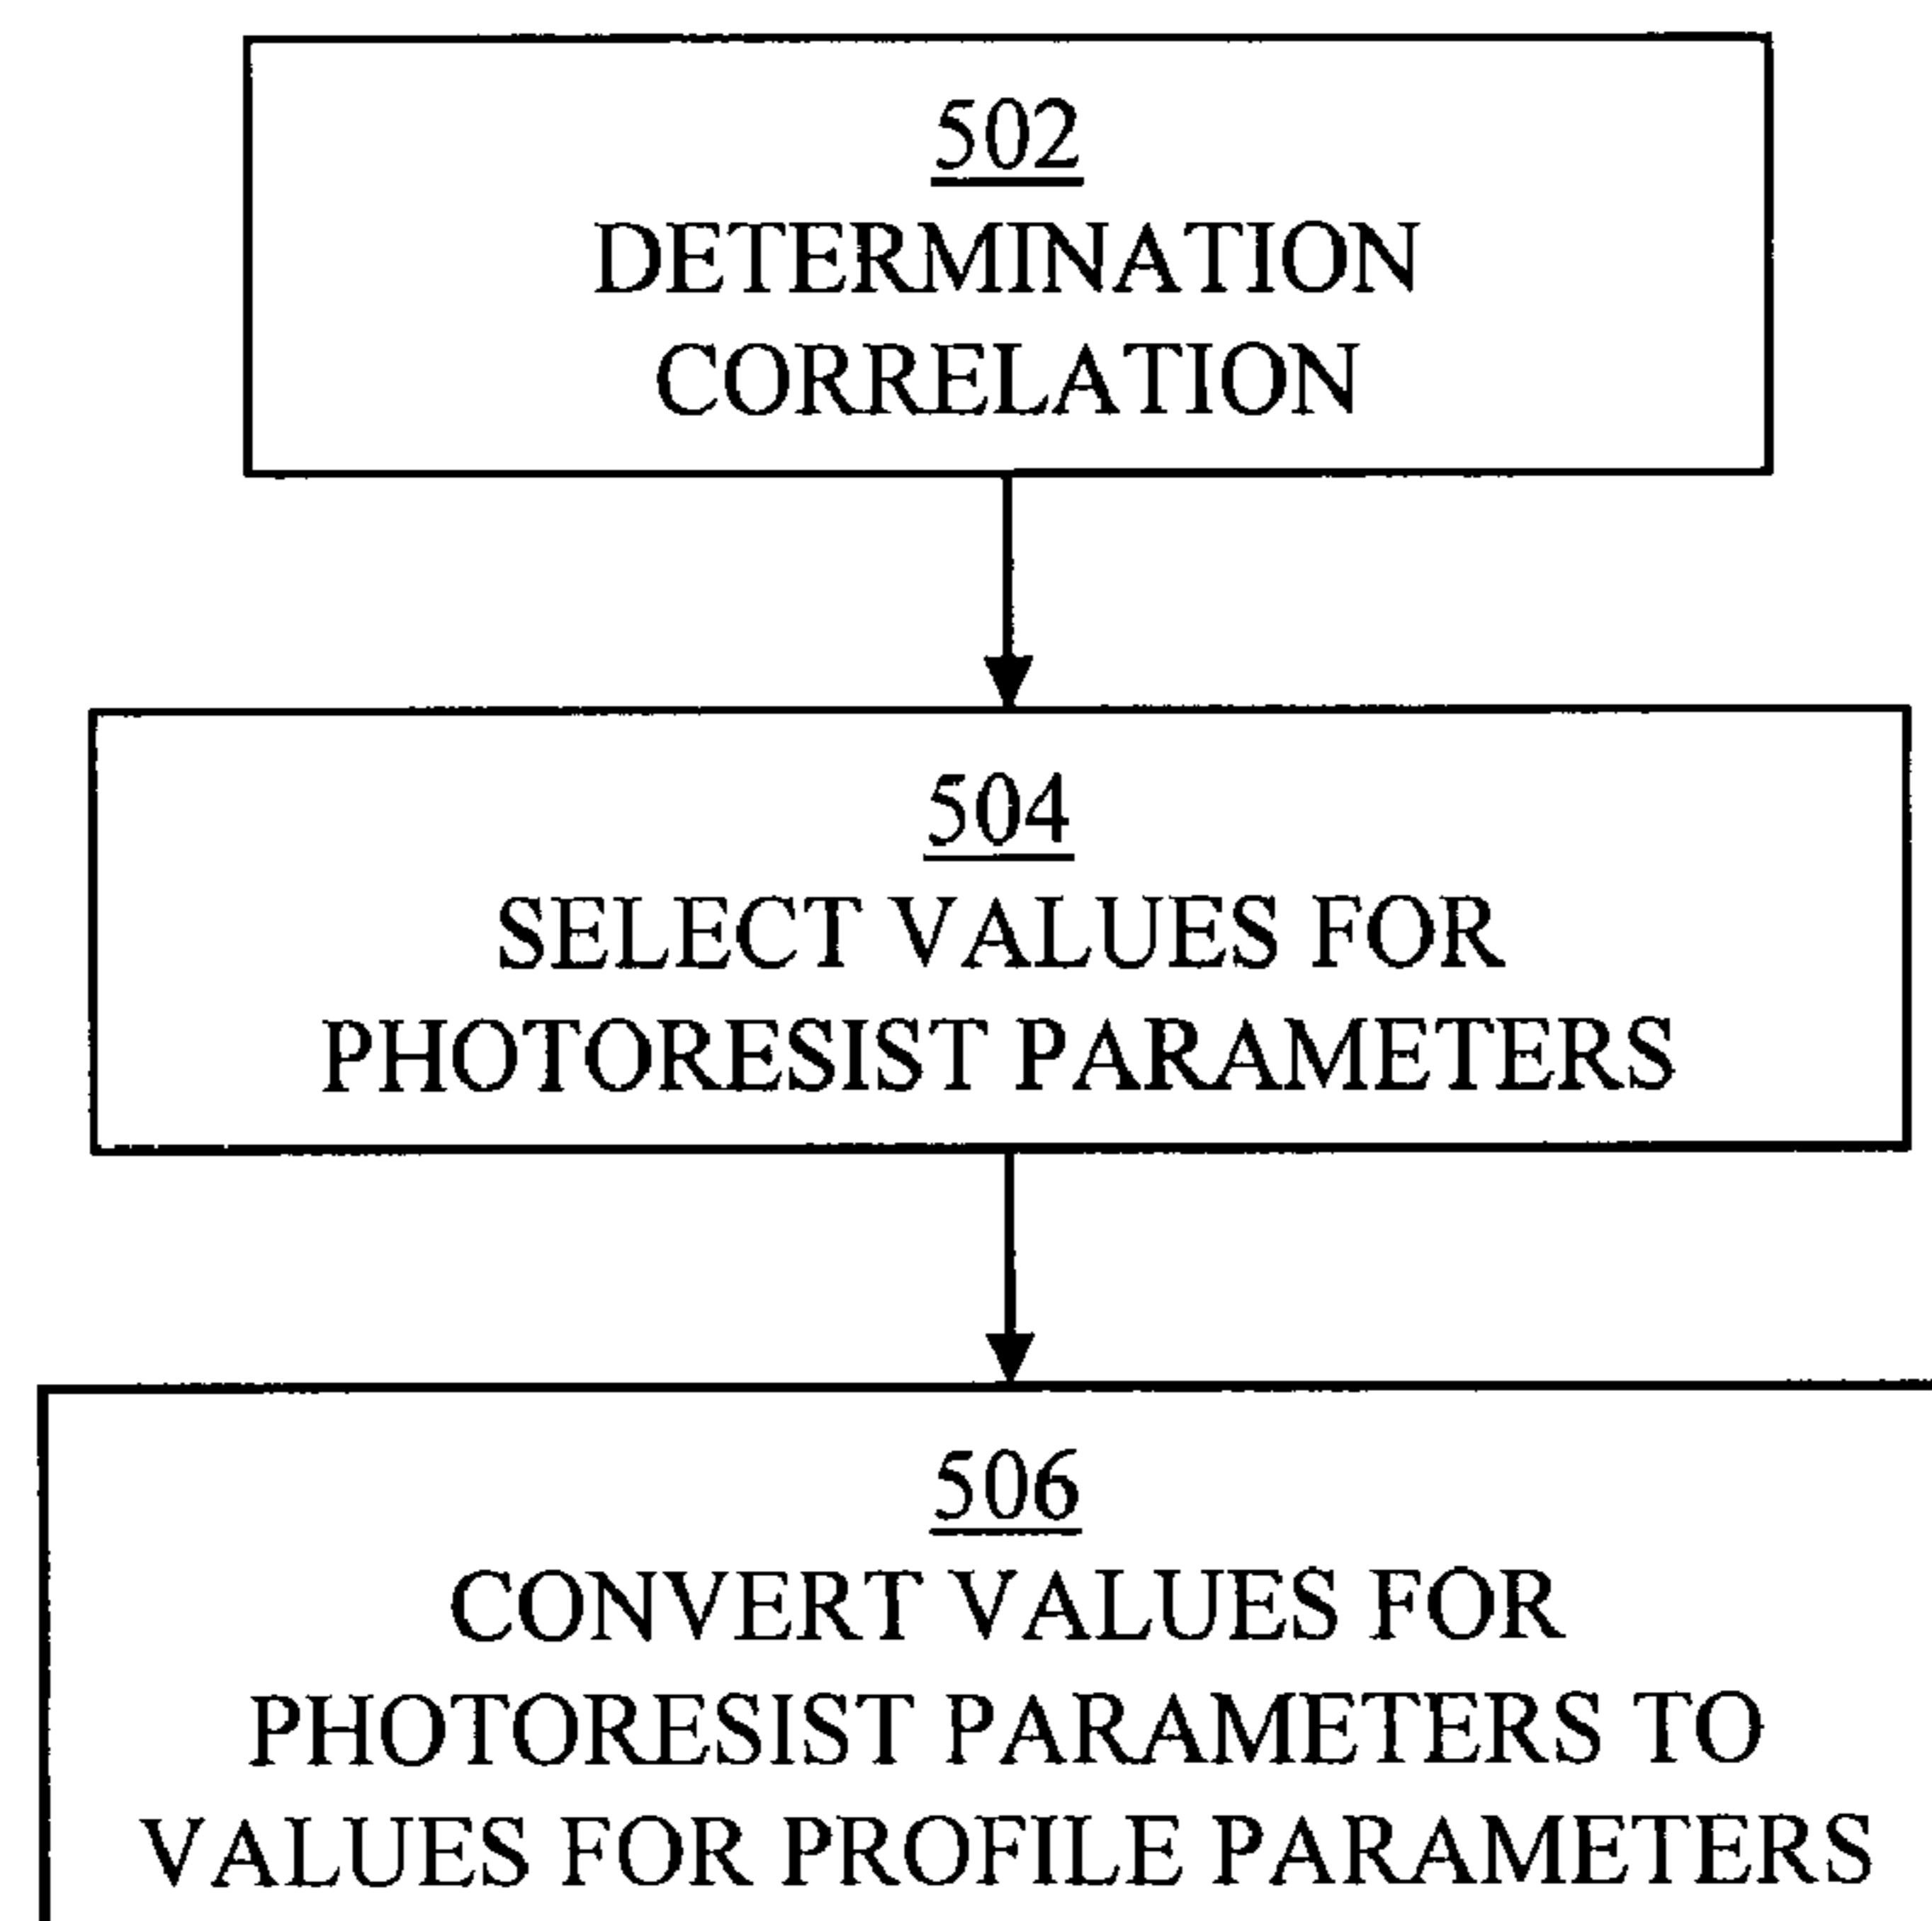 502
DETERMINATION
CORRELATION
504
SELECT VALUES FOR
PHOTORESIST PARAMETERS
506
CONVERT VALUES FOR
PHOTORESIST PARAMETERS TO
VALUES FOR PROFILE PARAMETERS